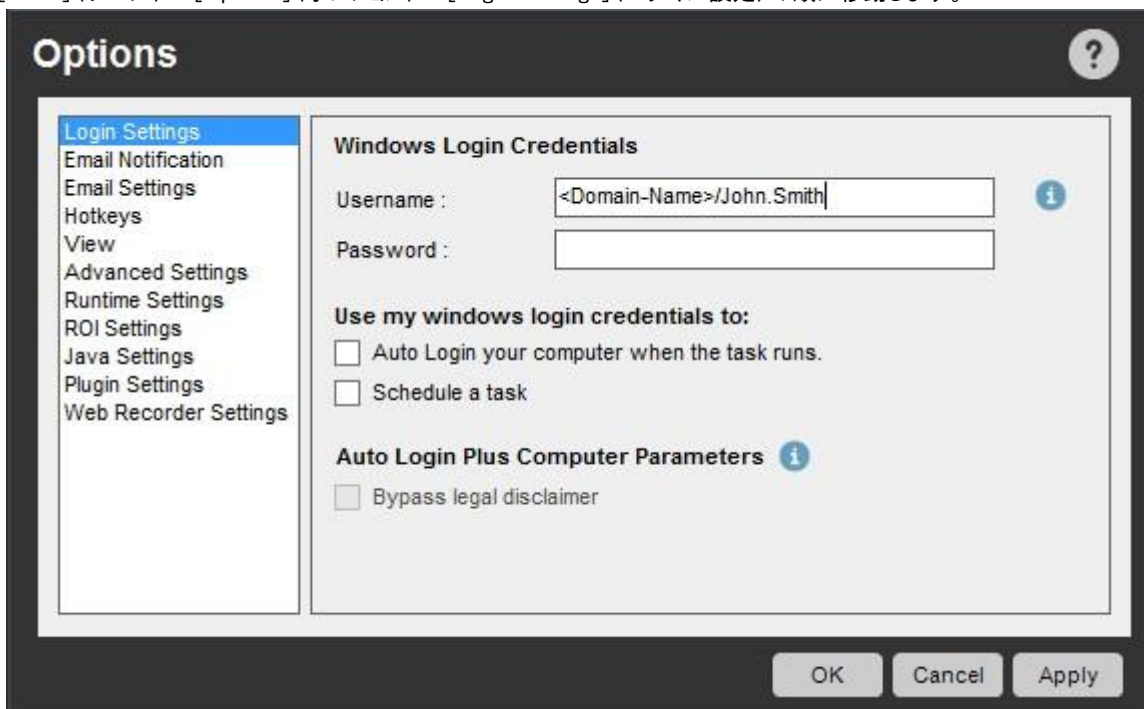 Options
?
Login Settings
Email Notification
Email Settings
Hotkeys
View
Advanced Settings
Runtime Settings
ROI Settings
Java Settings
Plugin Settings
Web Recorder Settings
Windows Login Credentials
Username :
<Domain-Name>/John.Smith
Password :
Use my windows login credentials to:
Auto Login your computer when the task runs.
Schedule a task
Auto Login Plus Computer Parameters
Bypass legal disclaimer
OK
Cancel
Apply